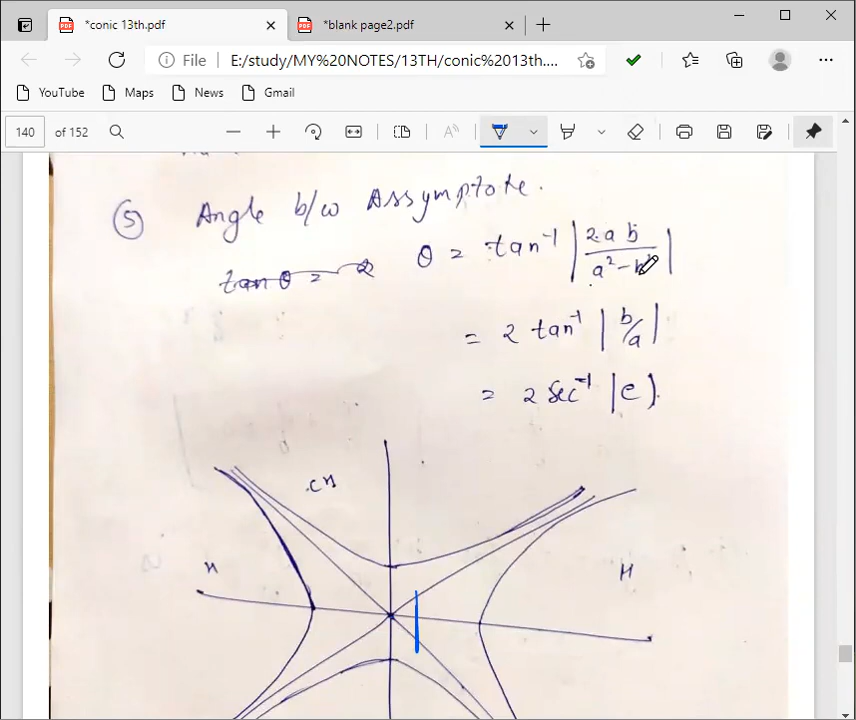 *conic 13th.pdf
*blank page2.pdf
File E:/study/MY%20NOTES/13TH/conic%2013th....
YouTube Maps News Gmail
140 of 152
⑤ Angle b/w Assymptote.
tan θ = 2 θ = tan⁻¹ |2ab / a² - b²|
= 2 tan⁻¹ |b/a|
= 2 sec⁻¹ |e|.
CH
H H